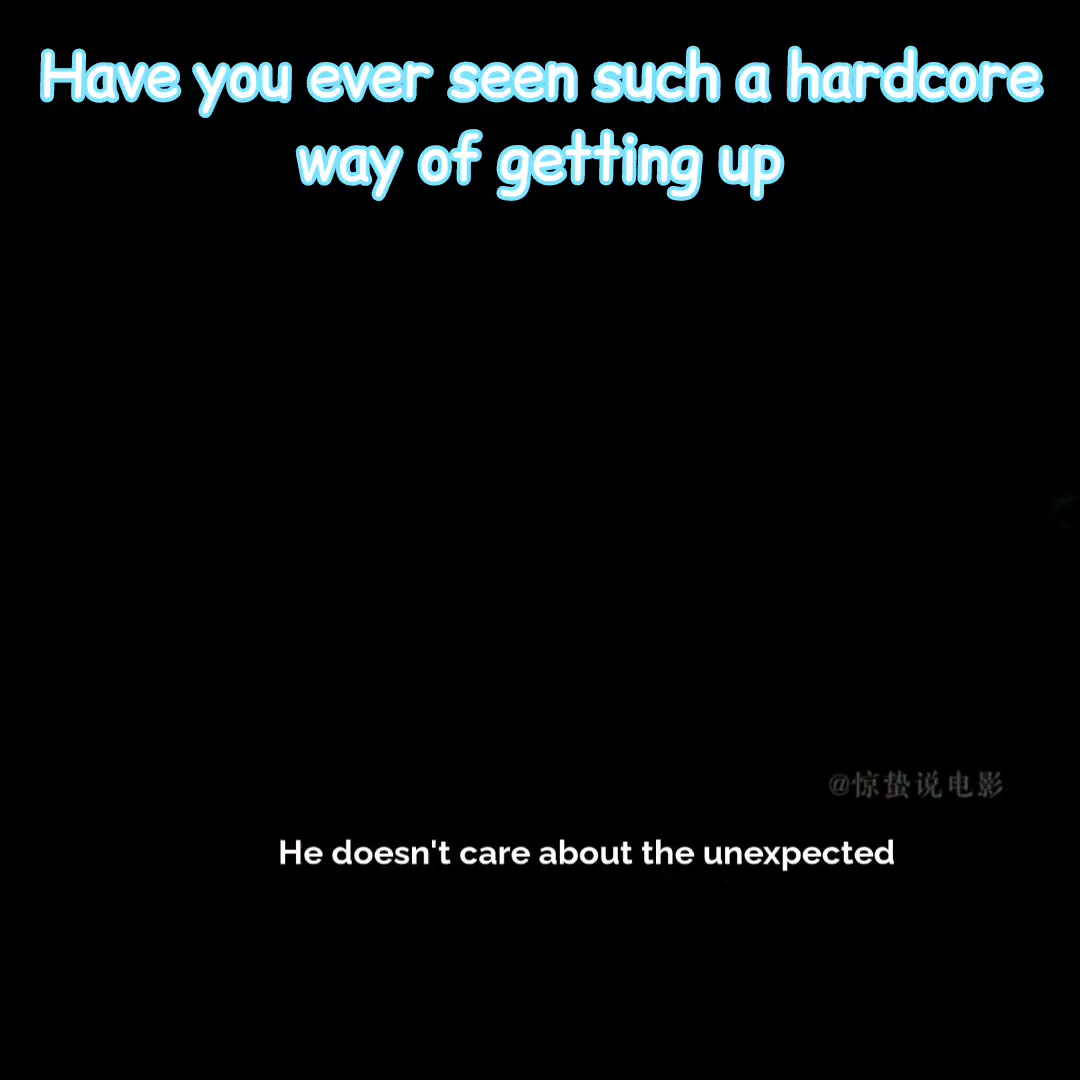 Have you ever seen such a hardcore
way of getting up
@惊蛰说电影
He doesn't care about the unexpected